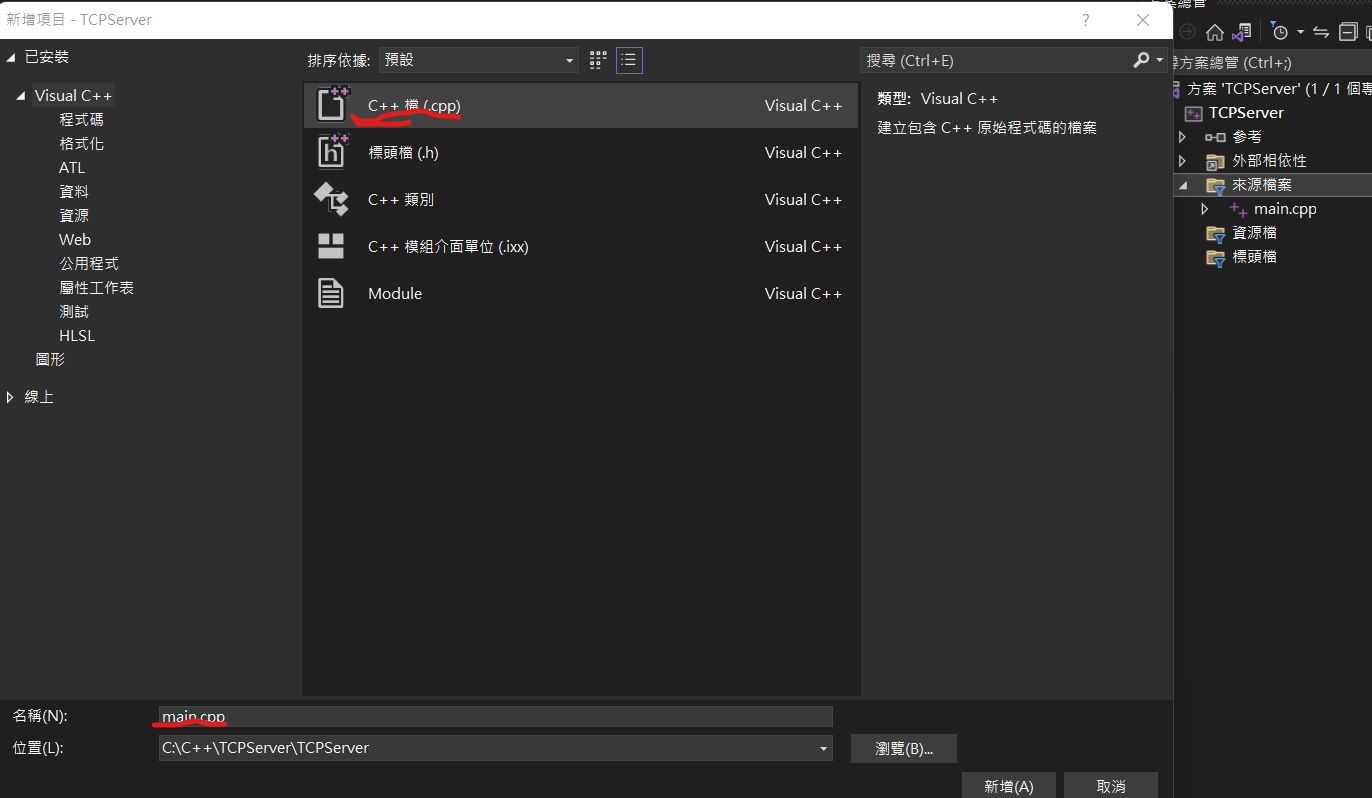 新增項目 - TCPServer
?
已安裝
Visual C++
程式碼
格式化
ATL
資料
資源
Web
公用程式
屬性工作表
測試
HLSL
圖形
線上
排序依據:
預設
搜尋 (Ctrl+E)
C++ 檔 (.cpp) Visual C++
標頭檔 (.h) Visual C++
C++ 類別 Visual C++
C++ 模組介面單位 (.ixx) Visual C++
Module Visual C++
類型: Visual C++
建立包含 C++ 原始程式碼的檔案
名稱(N):
main.cpp
位置(L):
C:\C++\TCPServer\TCPServer
瀏覽(B)...
新增(A)
取消
方案總管 (Ctrl+;)
方案 'TCPServer' (1 / 1 個專
TCPServer
參考
外部相依性
來源檔案
main.cpp
資源檔
標頭檔